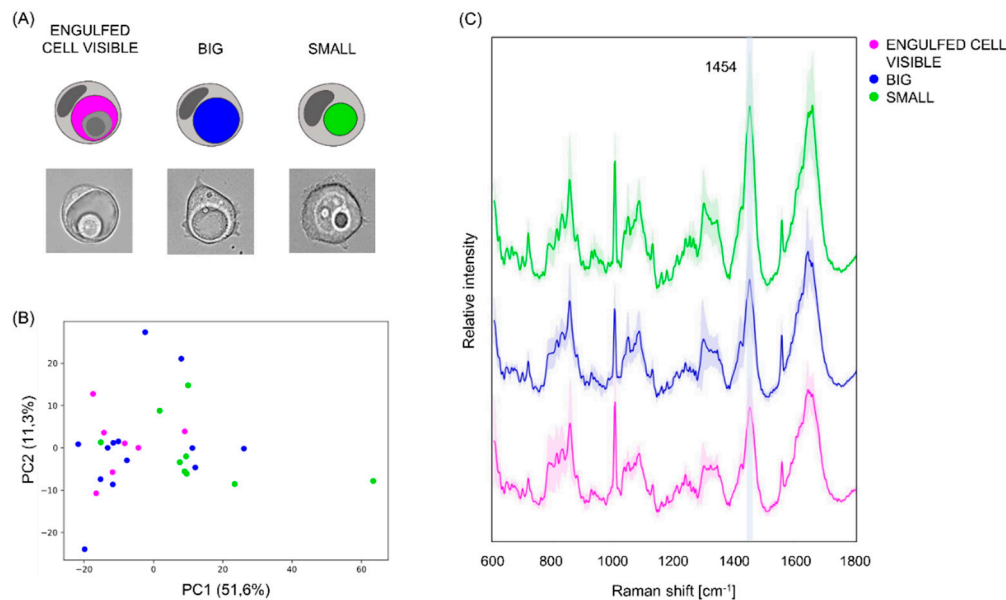 (A)
ENGULFED
CELL VISIBLE
BIG
SMALL
(B)
20
10
0
−10
−20
−20
0
20
40
60
PC2 (11,3%)
PC1 (51,6%)
(C)
1454
ENGULFED CELL
VISIBLE
BIG
SMALL
Relative intensity
600
800
1000
1200
1400
1600
1800
Raman shift [cm⁻¹]